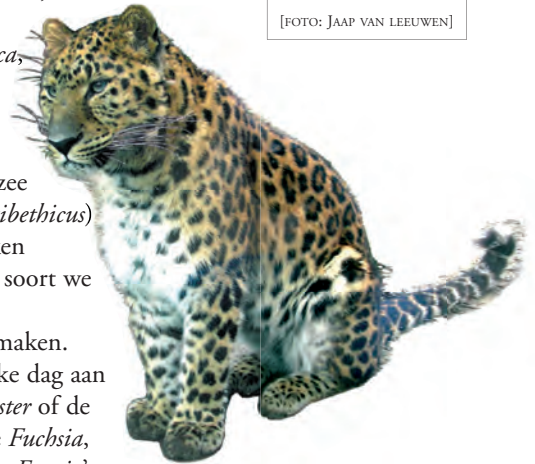 [FOTO: JAAP VAN LEEUWEN]
ca,
zee
ibethicus)
en
soort we
maken.
ke dag aan
ster of de
Fuchsia,